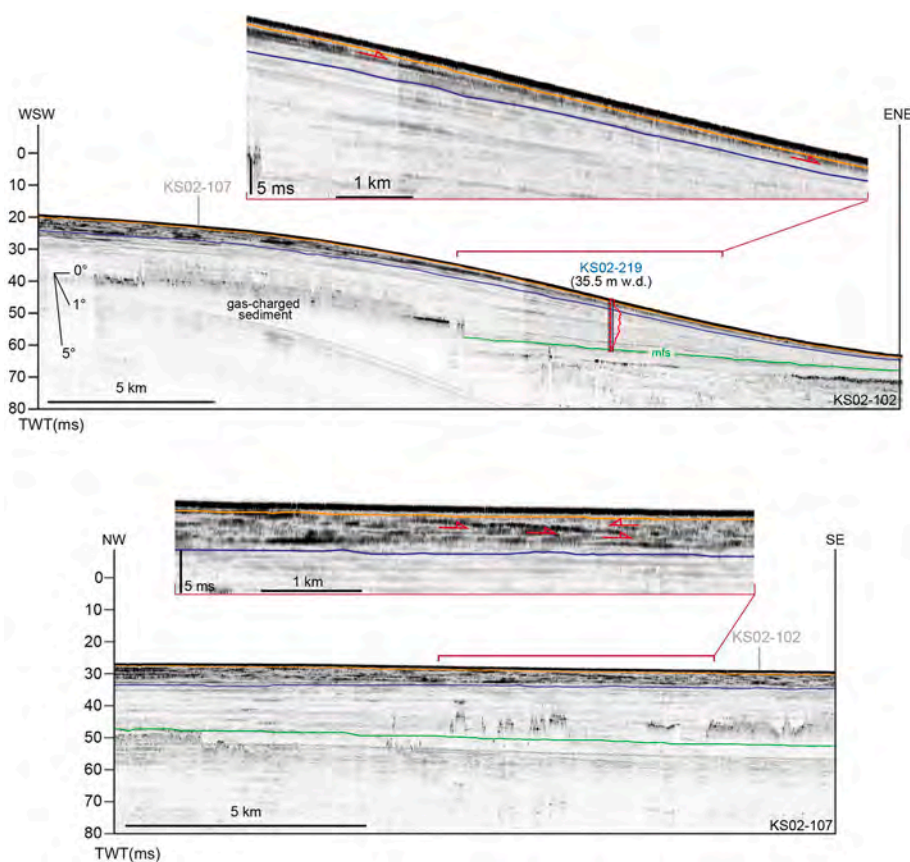 WSW
ENE
0
10
20
30
40
50
60
70
80
TWT(ms)
5 ms
1 km
KS02-107
KS02-219
(35.5 m w.d.)
0°
1°
5°
gas-charged
sediment
mfs
5 km
KS02-102
NW
SE
5 ms
1 km
0
10
20
30
40
50
60
70
80
TWT(ms)
KS02-102
5 km
KS02-107